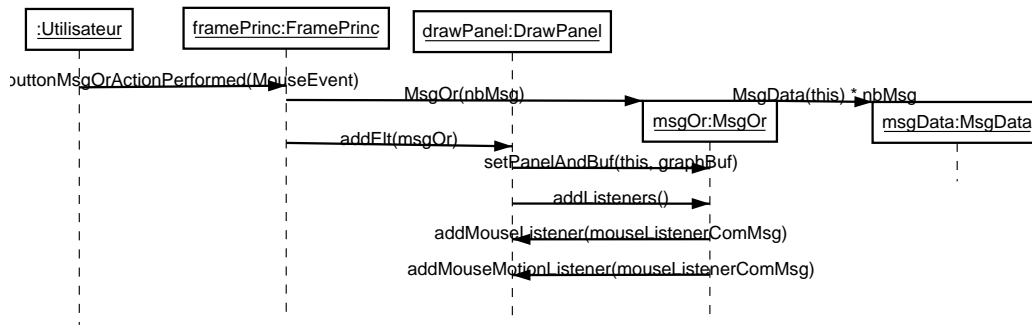 :Utilisateur
framePrinc:FramePrinc
drawPanel:DrawPanel
uttonMsgOrActionPerformed(MouseEvent)
MsgOr(nbMsg)
MsgData(this) * nbMsg
msgOr:MsgOr
msgData:MsgData
addElt(msgOr)
setPanelAndBuf(this, graphBuf)
addListeners()
addMouseListener(mouseListenerComMsg)
addMouseMotionListener(mouseListenerComMsg)